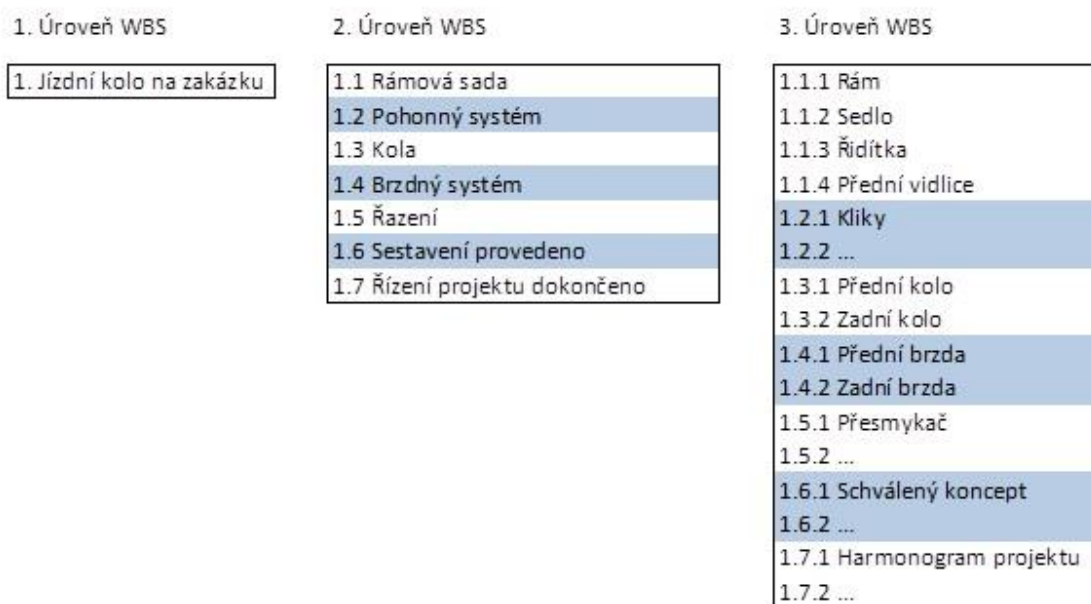 1. Úroveň WBS
1. Jízdní kolo na zakázku
2. Úroveň WBS
1.1 Rámová sada
1.2 Pohonný systém
1.3 Kola
1.4 Brzdný systém
1.5 Řazení
1.6 Sestavení provedeno
1.7 Řízení projektu dokončeno
3. Úroveň WBS
1.1.1 Rám
1.1.2 Sedlo
1.1.3 Řidítka
1.1.4 Přední vidlice
1.2.1 Kliky
1.2.2 ...
1.3.1 Přední kolo
1.3.2 Zadní kolo
1.4.1 Přední brzda
1.4.2 Zadní brzda
1.5.1 Přesmykač
1.5.2 ...
1.6.1 Schválený koncept
1.6.2 ...
1.7.1 Harmonogram projektu
1.7.2 ...